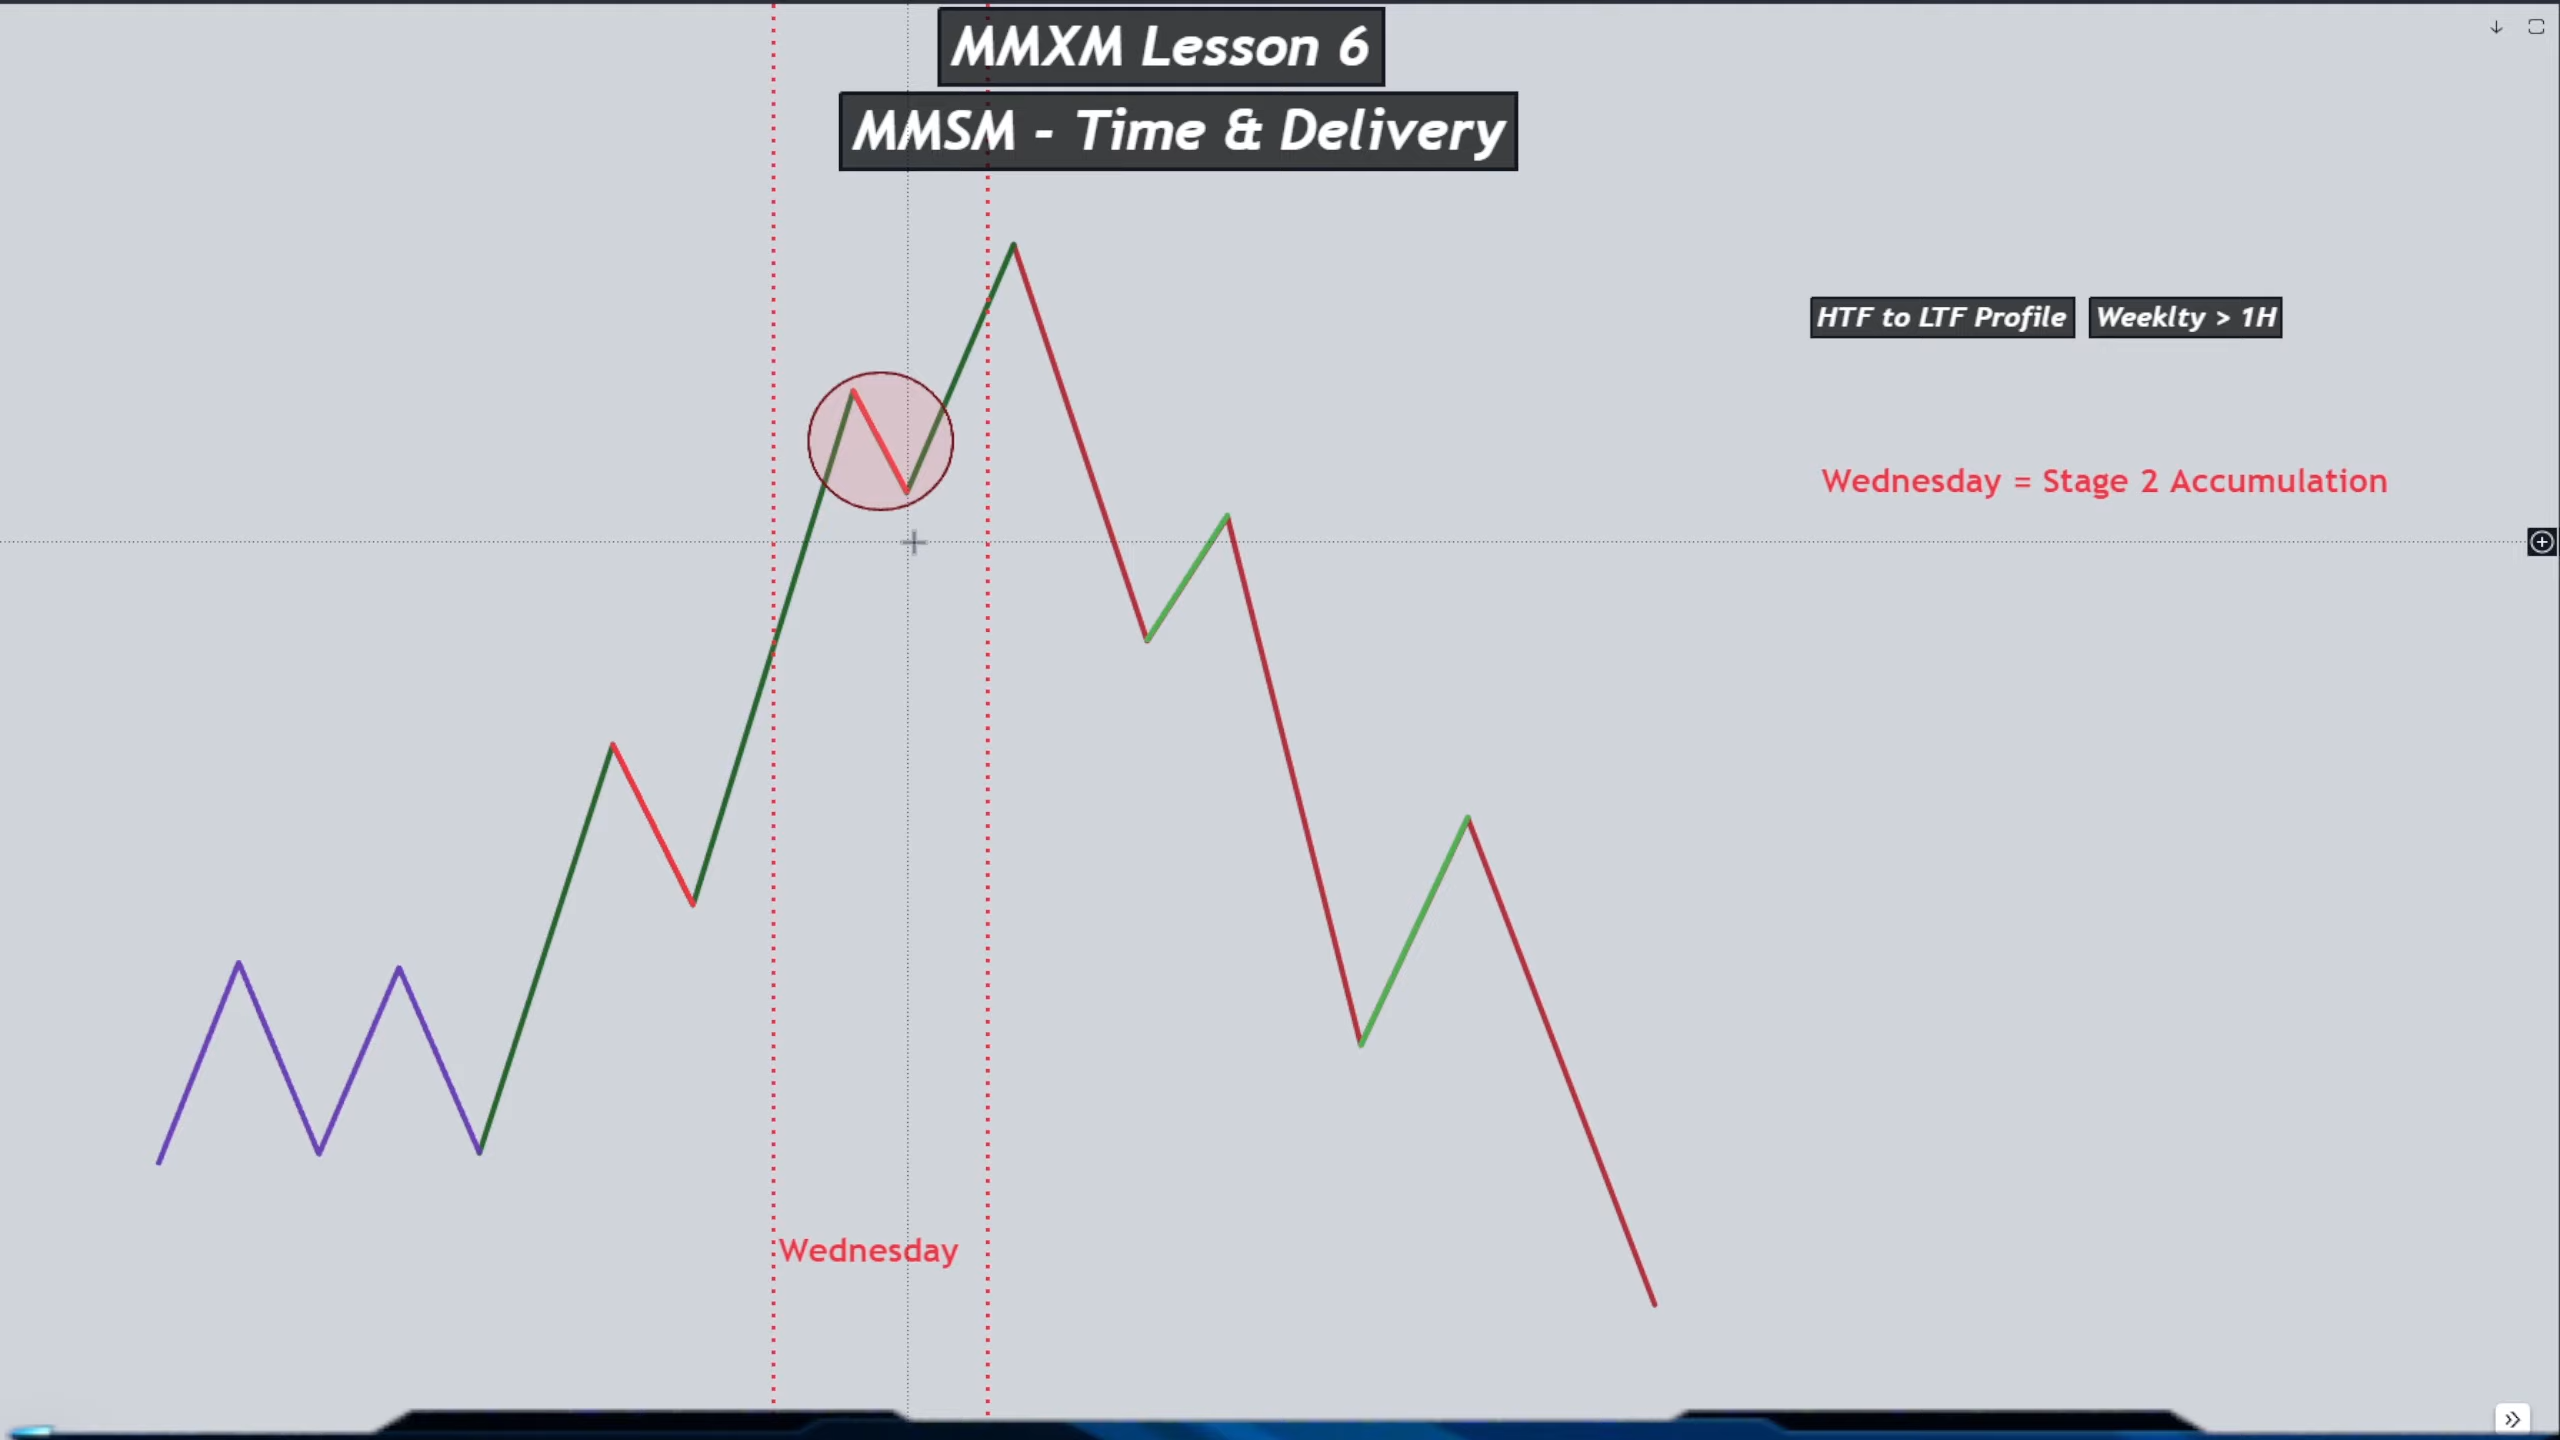 MMXM Lesson 6
MMSM - Time & Delivery
HTF to LTF Profile
Weeklty > 1H
Wednesday = Stage 2 Accumulation
Wednesday